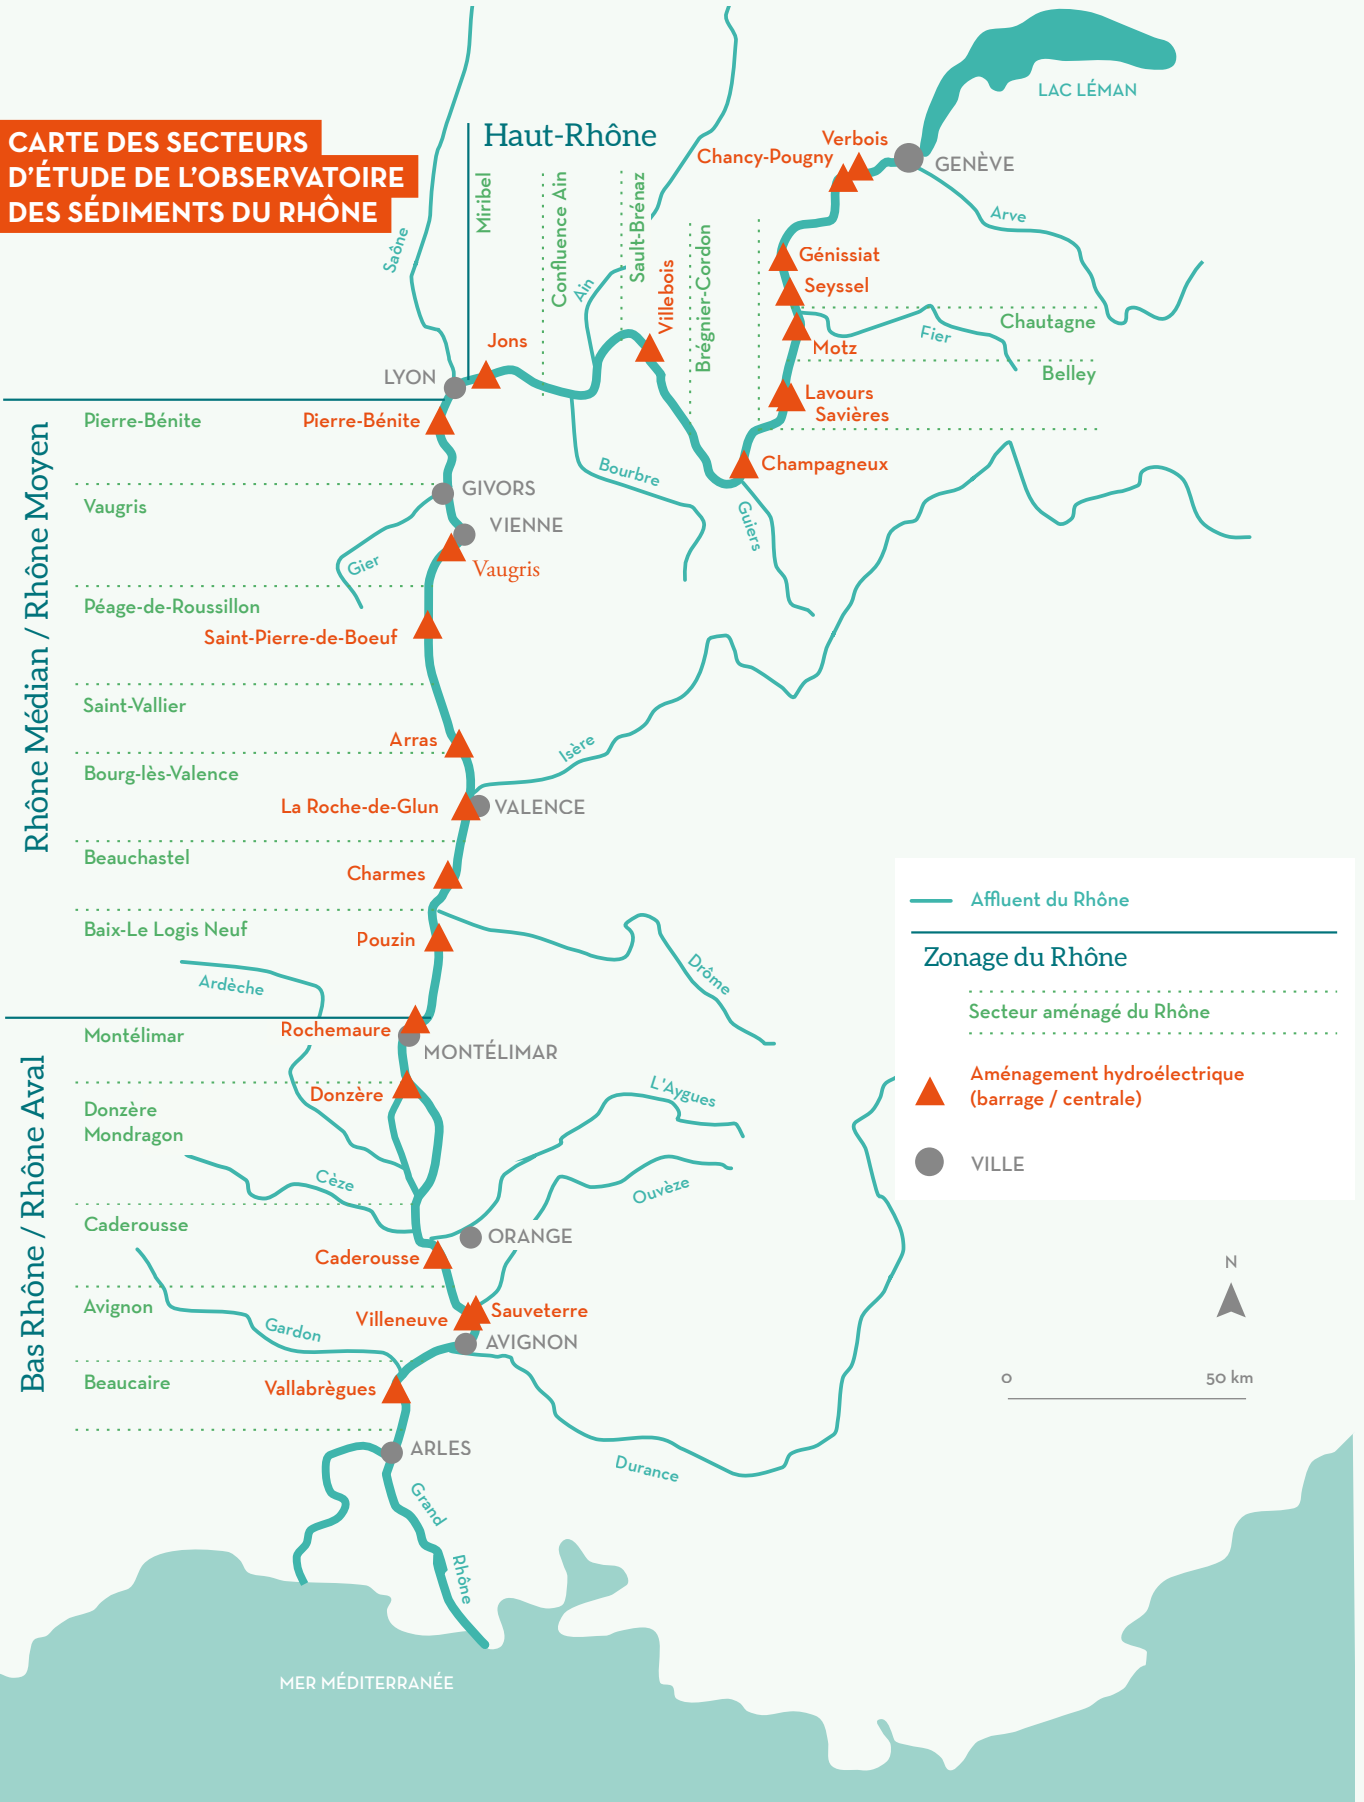 CARTE DES SECTEURS
D'ÉTUDE DE L'OBSERVATOIRE
DES SÉDIMENTS DU RHÔNE
Haut-Rhône
LAC LÉMAN
GENÈVE
Verbois
Chancy-Pougny
Arve
Saône
Miribel
Confluence Ain
Sault-Brénaz
Brégnier-Cordon
Villebois
Ain
Génissiat
Seyssel
Chautagne
Fier
Motz
Belley
Lavours
Savières
Champagneux
Jons
LYON
Bourbre
Guiers
Rhône Médian / Rhône Moyen
Pierre-Bénite
Pierre-Bénite
GIVORS
Vaugris
VIENNE
Gier
Vaugris
Péage-de-Roussillon
Saint-Pierre-de-Boeuf
Saint-Vallier
Arras
Isère
Bourg-lès-Valence
La Roche-de-Glun
VALENCE
Beauchastel
Charmes
Baix-Le Logis Neuf
Pouzin
Drôme
Ardèche
Bas Rhône / Rhône Aval
Montélimar
Rochemaure
MONTÉLIMAR
Donzère
Donzère
Mondragon
L'Aygues
Cèze
Ouvèze
Caderousse
ORANGE
Caderousse
Avignon
Villeneuve
Sauveterre
Gardon
AVIGNON
Beaucaire
Vallabrègues
ARLES
Durance
Grand
Rhône
MER MÉDITERRANÉE
Affluent du Rhône
Zonage du Rhône
Secteur aménagé du Rhône
Aménagement hydroélectrique
(barrage / centrale)
VILLE
N
0 50 km